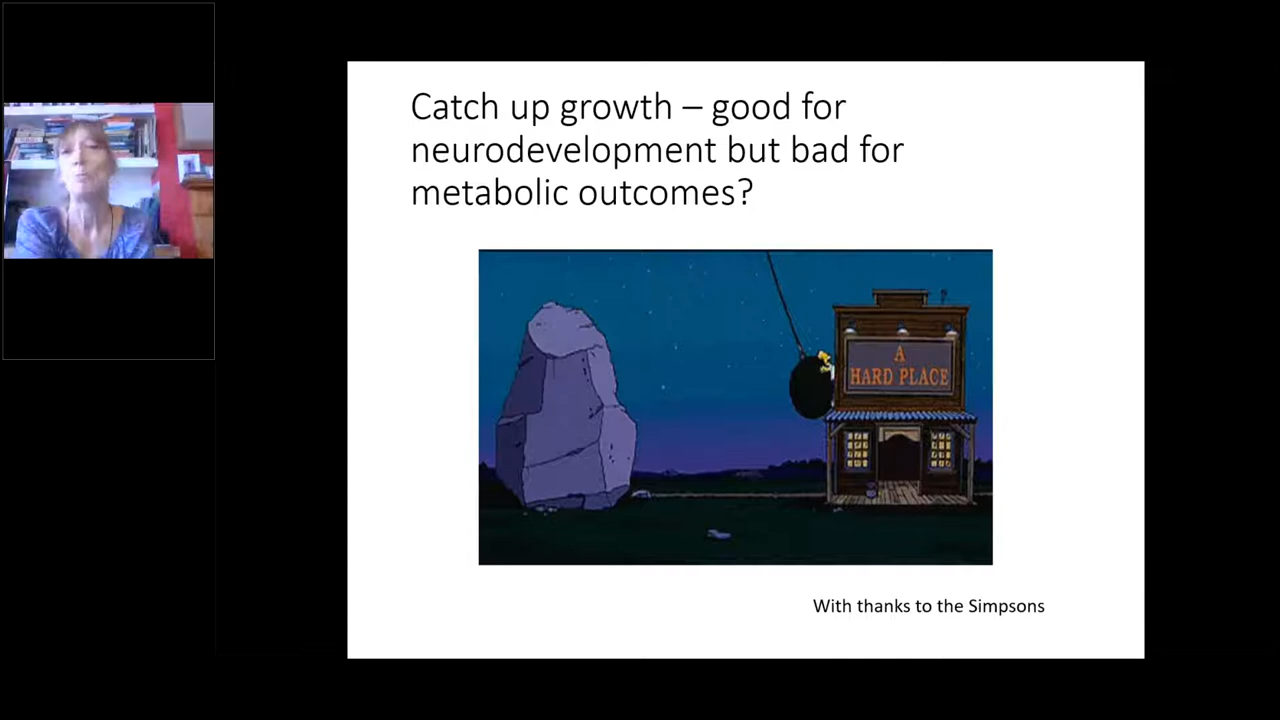 Catch up growth – good for
neurodevelopment but bad for
metabolic outcomes?
A
HARD PLACE
With thanks to the Simpsons